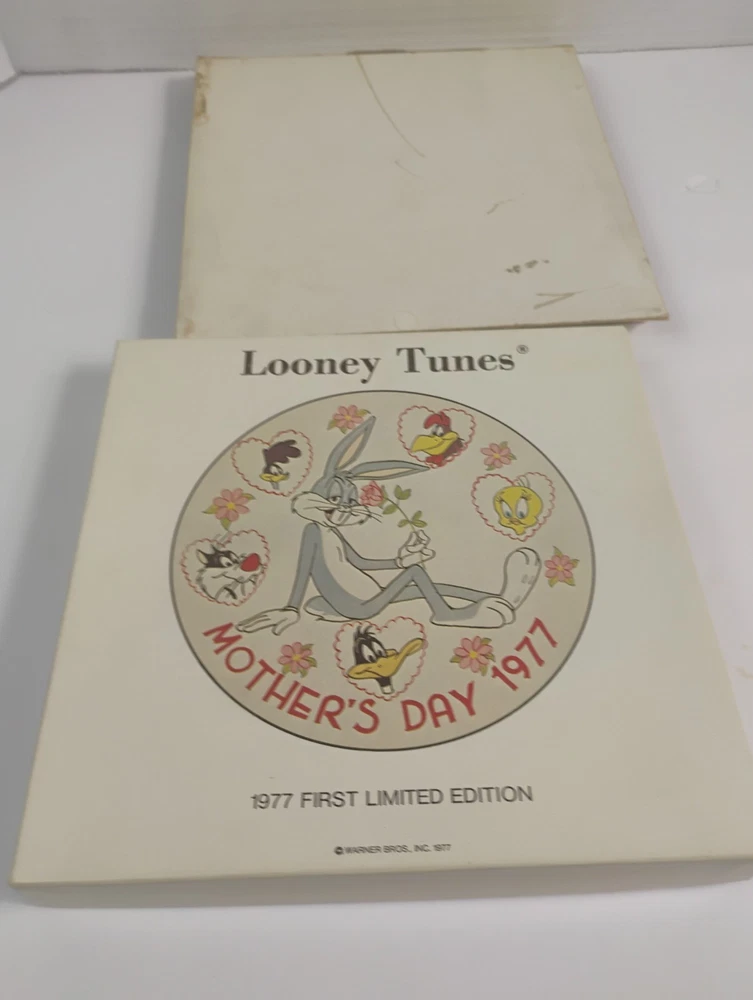 Looney Tunes®
MOTHER'S DAY 1977
1977 FIRST LIMITED EDITION
© WARNER BROS., INC. 1977